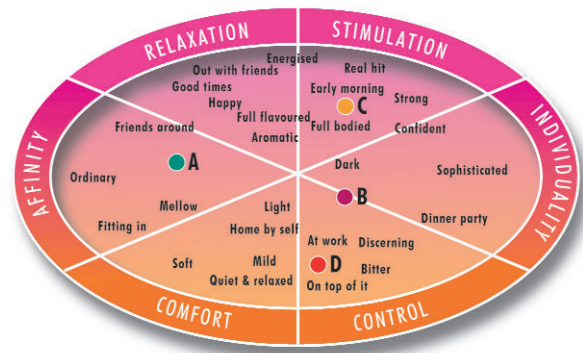 RELAXATION
STIMULATION
Energised
Real hit
Out with friends
Good times
Early morning
Happy
C
Strong
Full flavoured
Full bodied
Friends around
Confident
Aromatic
AFFINITY
INDIVIDUALITY
A
Dark
Ordinary
Sophisticated
B
Mellow
Light
Dinner party
Fitting in
Home by self
At work
Discerning
Soft
Mild
D
Bitter
Quiet & relaxed
On top of it
COMFORT
CONTROL